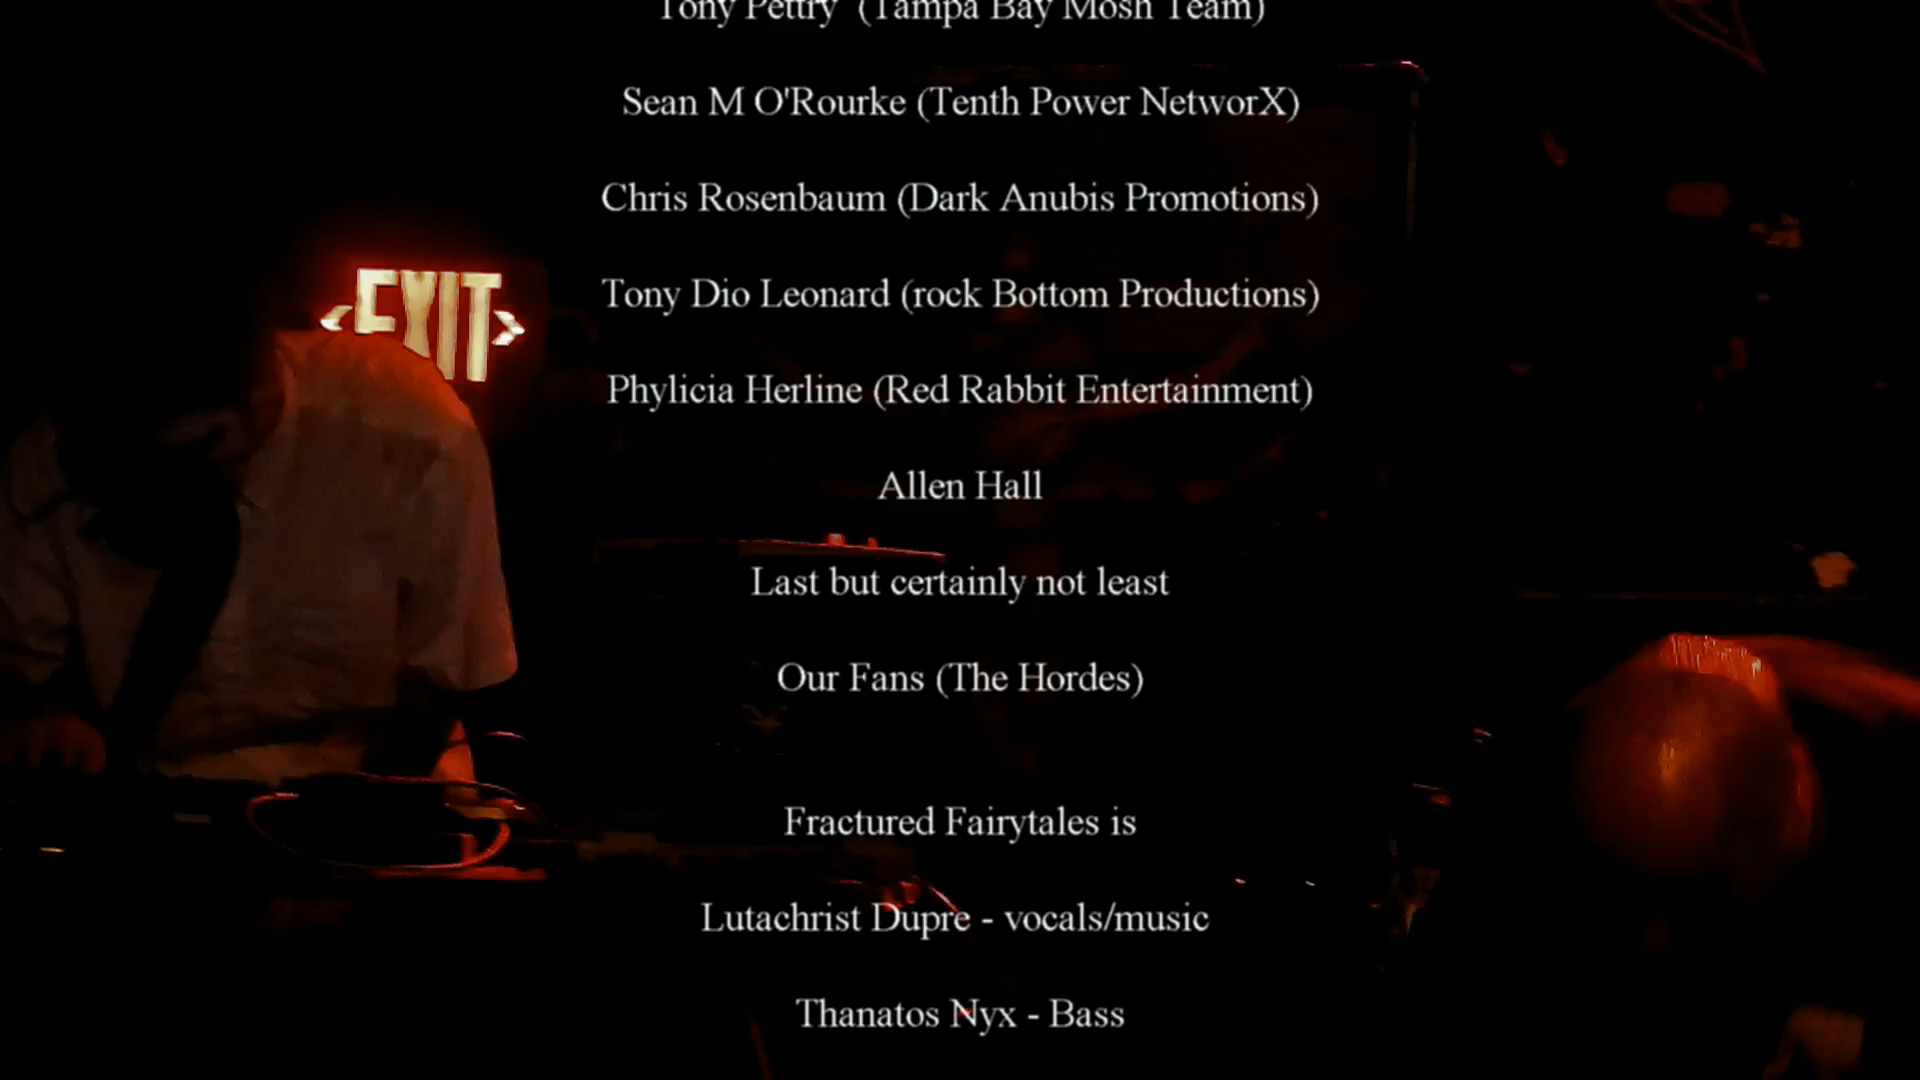 Tony Pettry (Tampa Bay Mosh Team)
Sean M O'Rourke (Tenth Power NetworX)
Chris Rosenbaum (Dark Anubis Promotions)
Tony Dio Leonard (rock Bottom Productions)
<EXIT>
Phylicia Herline (Red Rabbit Entertainment)
Allen Hall
Last but certainly not least
Our Fans (The Hordes)
Fractured Fairytales is
Lutachrist Dupre - vocals/music
Thanatos Nyx - Bass